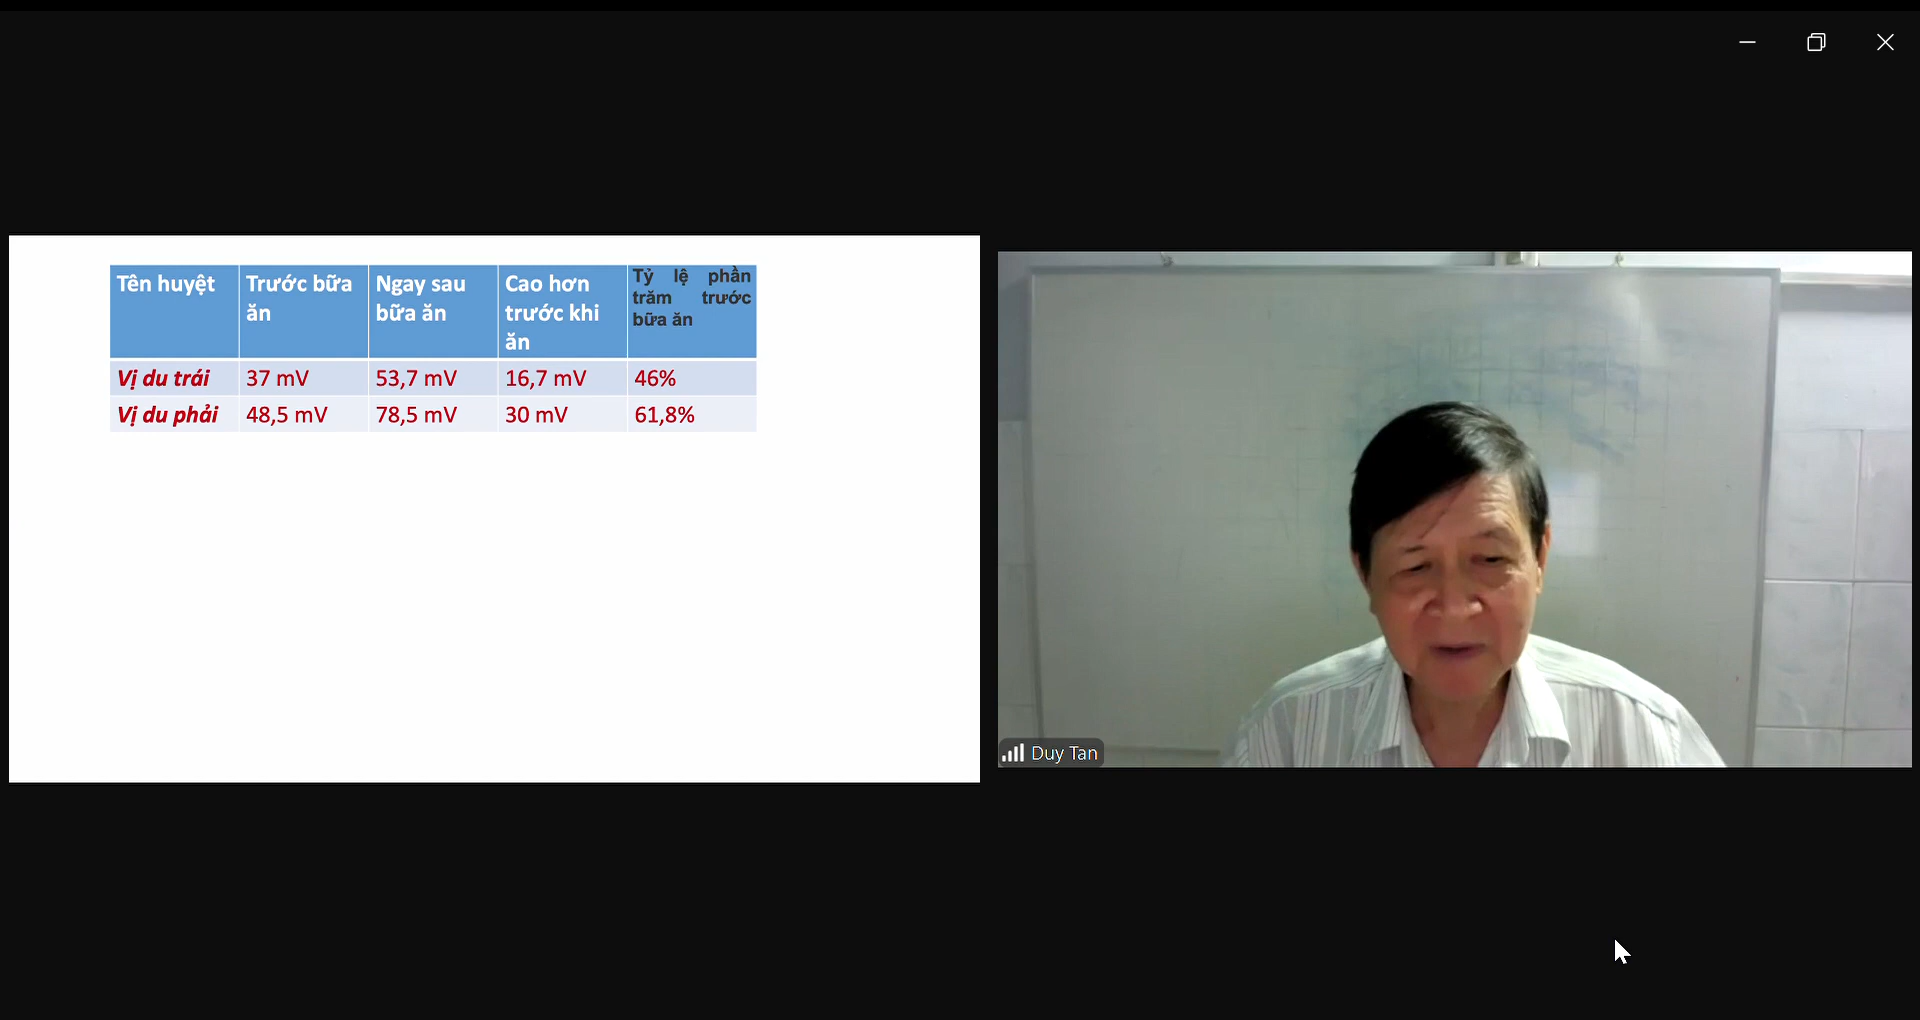 Tên huyệt Trước bữa ăn Ngay sau bữa ăn Cao hơn trước khi ăn Tỷ lệ phần trăm trước bữa ăn
Vị du trái 37 mV 53,7 mV 16,7 mV 46%
Vị du phải 48,5 mV 78,5 mV 30 mV 61,8%
Duy Tan